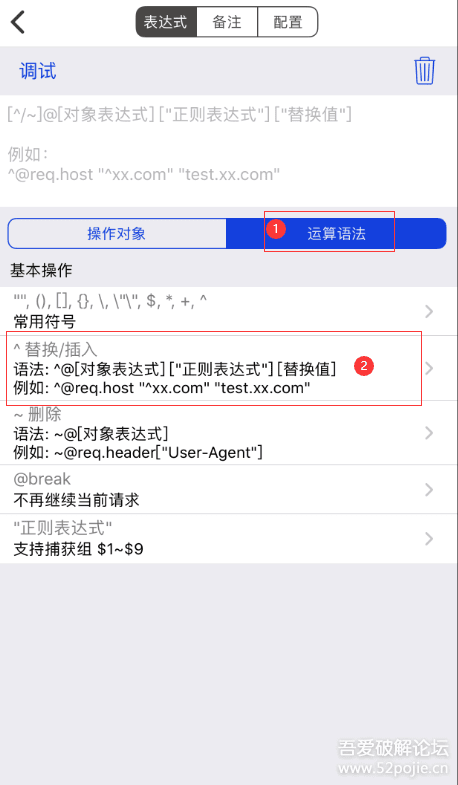 表达式 备注 配置
调试
[^/~]@[对象表达式]["正则表达式"]["替换值"]
例如：
^@req.host "^xx.com" "test.xx.com"
操作对象 1 运算语法
基本操作
"", (), [], {}, \, \"\", $, *, +, ^
常用符号
^ 替换/插入
语法: ^@[对象表达式]["正则表达式"][替换值] 2
例如: ^@req.host "^xx.com" "test.xx.com"
~ 删除
语法: ~@[对象表达式]
例如: ~@req.header["User-Agent"]
@break
不再继续当前请求
"正则表达式"
支持捕获组 $1~$9
吾爱破解论坛
www.52pojie.cn